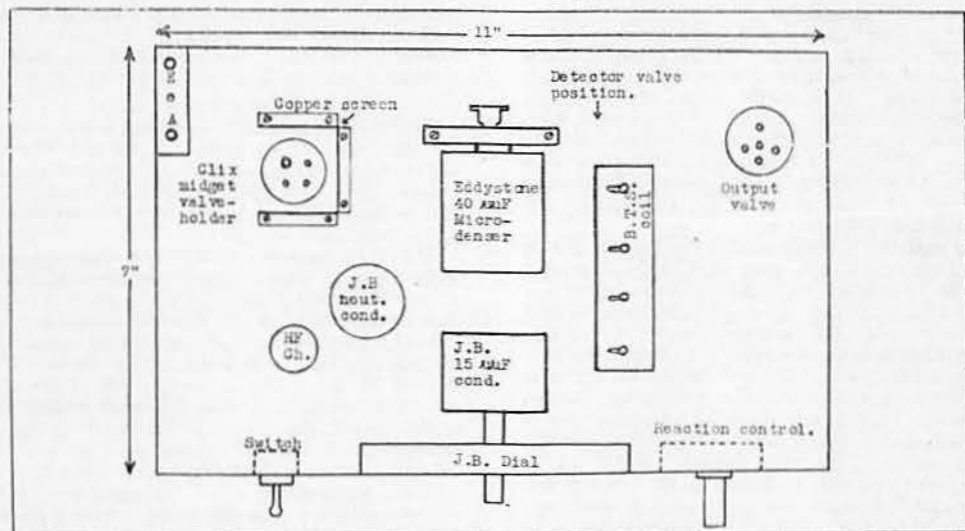 11"
E
A
Copper screen
Detector valve
position.
Clix
midget
valve-
holder
Eddystone
40 µµF
Micro-
denser
B.T.S.
coil
Output
valve
7"
J.B
neut.
cond.
HF
Ch.
J.B.
15 µµF
cond.
Switch
J.B. Dial
Reaction control.